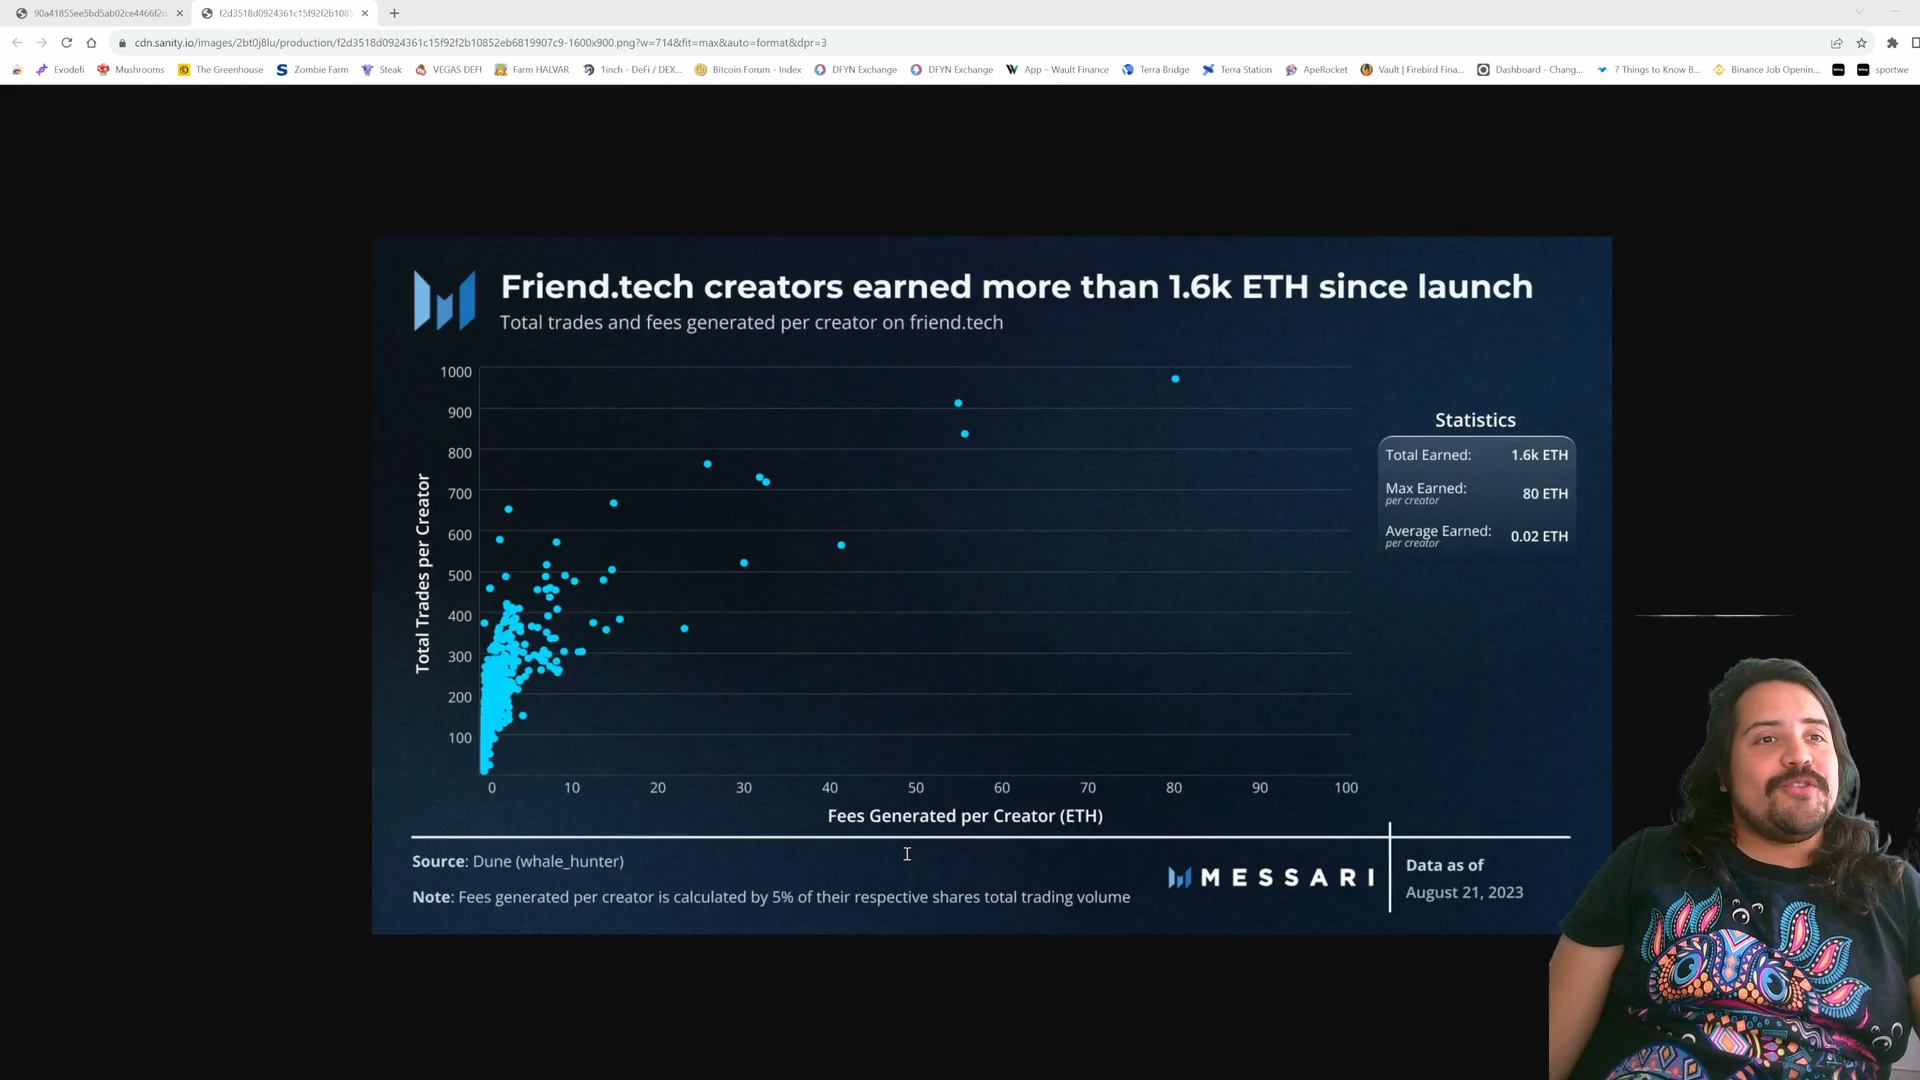 90a41855ee5bd5ab02ce4466f2d
f2d3518d0924361c15f92f2b1085
cdn.sanity.io/images/2bt0j8lu/production/f2d3518d0924361c15f92f2b10852eb6819907c9-1600x900.png?w=714&fit=max&auto=format&dpr=3
Evodefi Mushrooms The Greenhouse Zombie Farm Steak VEGAS DEFI Farm HALVAR 1inch - DeFi / DEX... Bitcoin Forum - Index DFYN Exchange DFYN Exchange App – Wault Finance Terra Bridge Terra Station ApeRocket Vault | Firebird Fina... Dashboard - Chang... 7 Things to Know B... Binance Job Openin... sportwe
Friend.tech creators earned more than 1.6k ETH since launch
Total trades and fees generated per creator on friend.tech
Total Trades per Creator
1000
900
800
700
600
500
400
300
200
100
0 10 20 30 40 50 60 70 80 90 100
Fees Generated per Creator (ETH)
Statistics
Total Earned: 1.6k ETH
Max Earned: 80 ETH
per creator
Average Earned: 0.02 ETH
per creator
Source: Dune (whale_hunter)
Note: Fees generated per creator is calculated by 5% of their respective shares total trading volume
MESSARI
Data as of
August 21, 2023